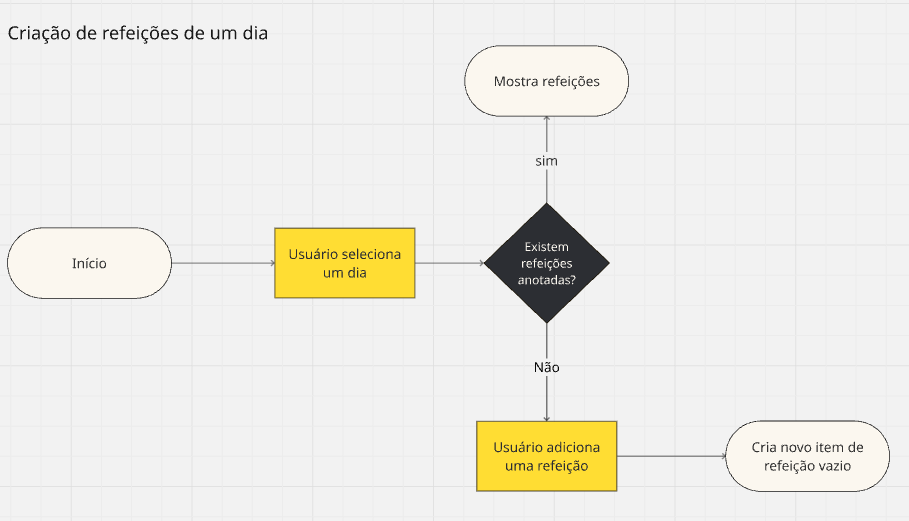 Criação de refeições de um dia
Mostra refeições
sim
Início
Usuário seleciona
um dia
Existem
refeições
anotadas?
Não
Usuário adiciona
uma refeição
Cria novo item de
refeição vazio